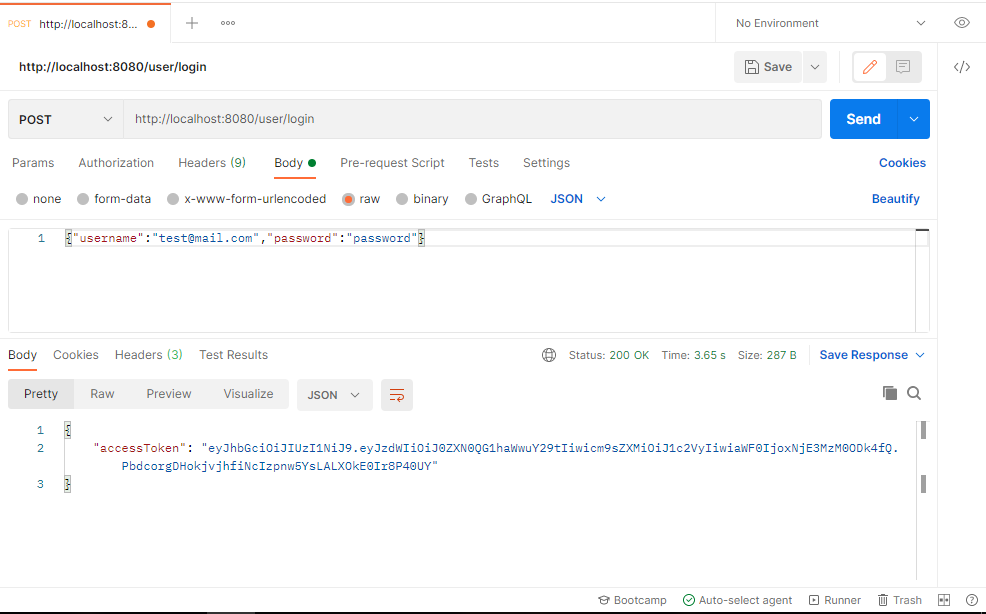 POST http://localhost:8...
No Environment
http://localhost:8080/user/login
Save
POST
http://localhost:8080/user/login
Send
Params Authorization Headers (9) Body Pre-request Script Tests Settings Cookies
none form-data x-www-form-urlencoded raw binary GraphQL JSON Beautify
1 {"username":"test@mail.com","password":"password"}
Body Cookies Headers (3) Test Results Status: 200 OK Time: 3.65 s Size: 287 B Save Response
Pretty Raw Preview Visualize JSON
1 {
2 "accessToken": "eyJhbGciOiJIUzI1NiJ9.eyJzdWIiOiJ0ZXN0QG1haWwuY29tIiwicm9sZXMiOiJ1c2VyIiwiaWF0IjoxNjE3MzM0ODk4fQ.
PbdcorgDHokjvjhfiNcIzpnw5YsLALXOkE0Ir8P40UY"
3 }
Bootcamp Auto-select agent Runner Trash